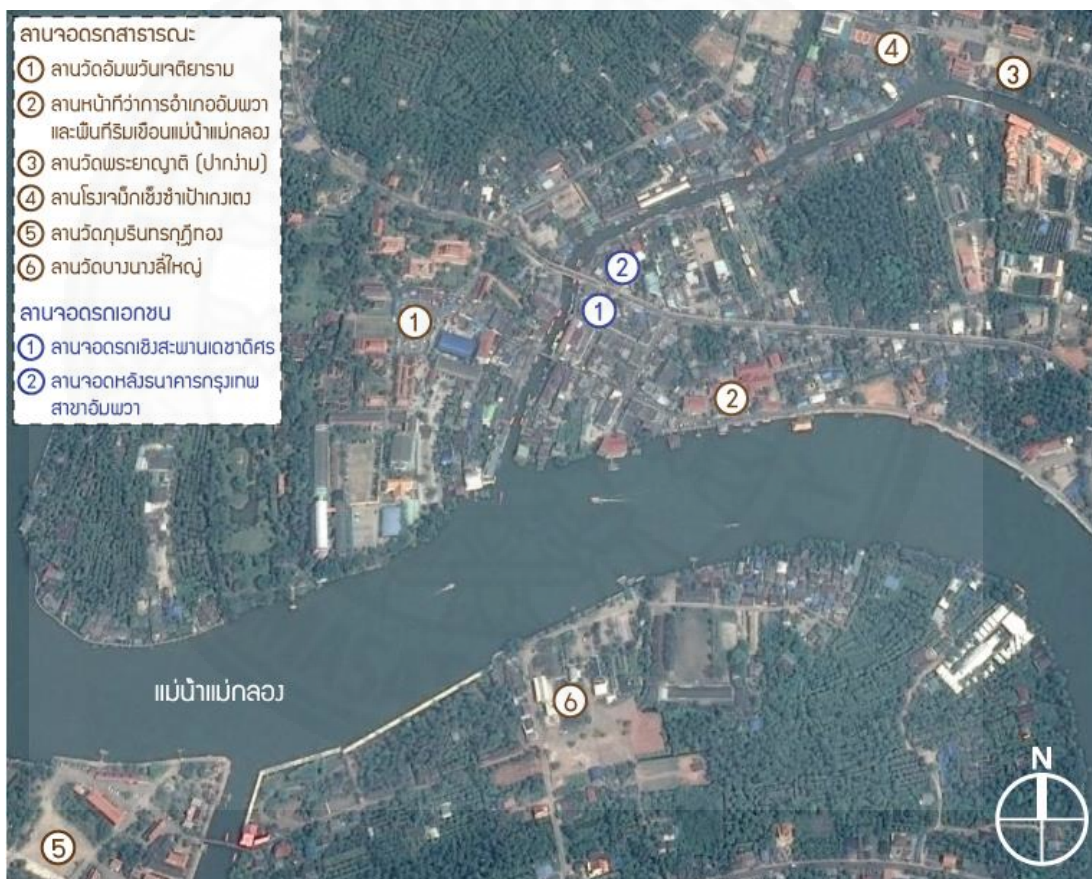 ลานจอดรถสาธารณะ
1 ลานวัดอัมพวันเจติยาราม
2 ลานหน้าที่ว่าการอำเภออัมพวา
และพื้นที่ริมเขื่อนแม่น้ำแม่กลอง
3 ลานวัดพระยาญาติ (ปากง่าม)
4 ลานโรงเจเม็กเซ็งซำเป้าเกงเตง
5 ลานวัดภุมรินทรกุฎีทอง
6 ลานวัดบางนางลี่ใหญ่
ลานจอดรถเอกชน
1 ลานจอดรถเชิงสะพานเดชาดิศร
2 ลานจอดหลังธนาคารกรุงเทพ
สาขาอัมพวา
4
3
2
1
1
2
แม่น้ำแม่กลอง
6
N
5